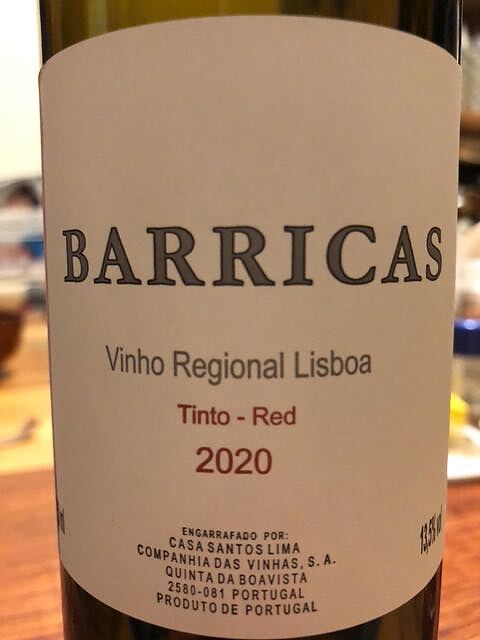 BARRICAS
Vinho Regional Lisboa
Tinto - Red
2020
ENGARRAFADO POR:
CASA SANTOS LIMA
COMPANHIA DAS VINHAS, S.A.
QUINTA DA BOAVISTA
2580-081 PORTUGAL
PRODUTO DE PORTUGAL
13,5% vol